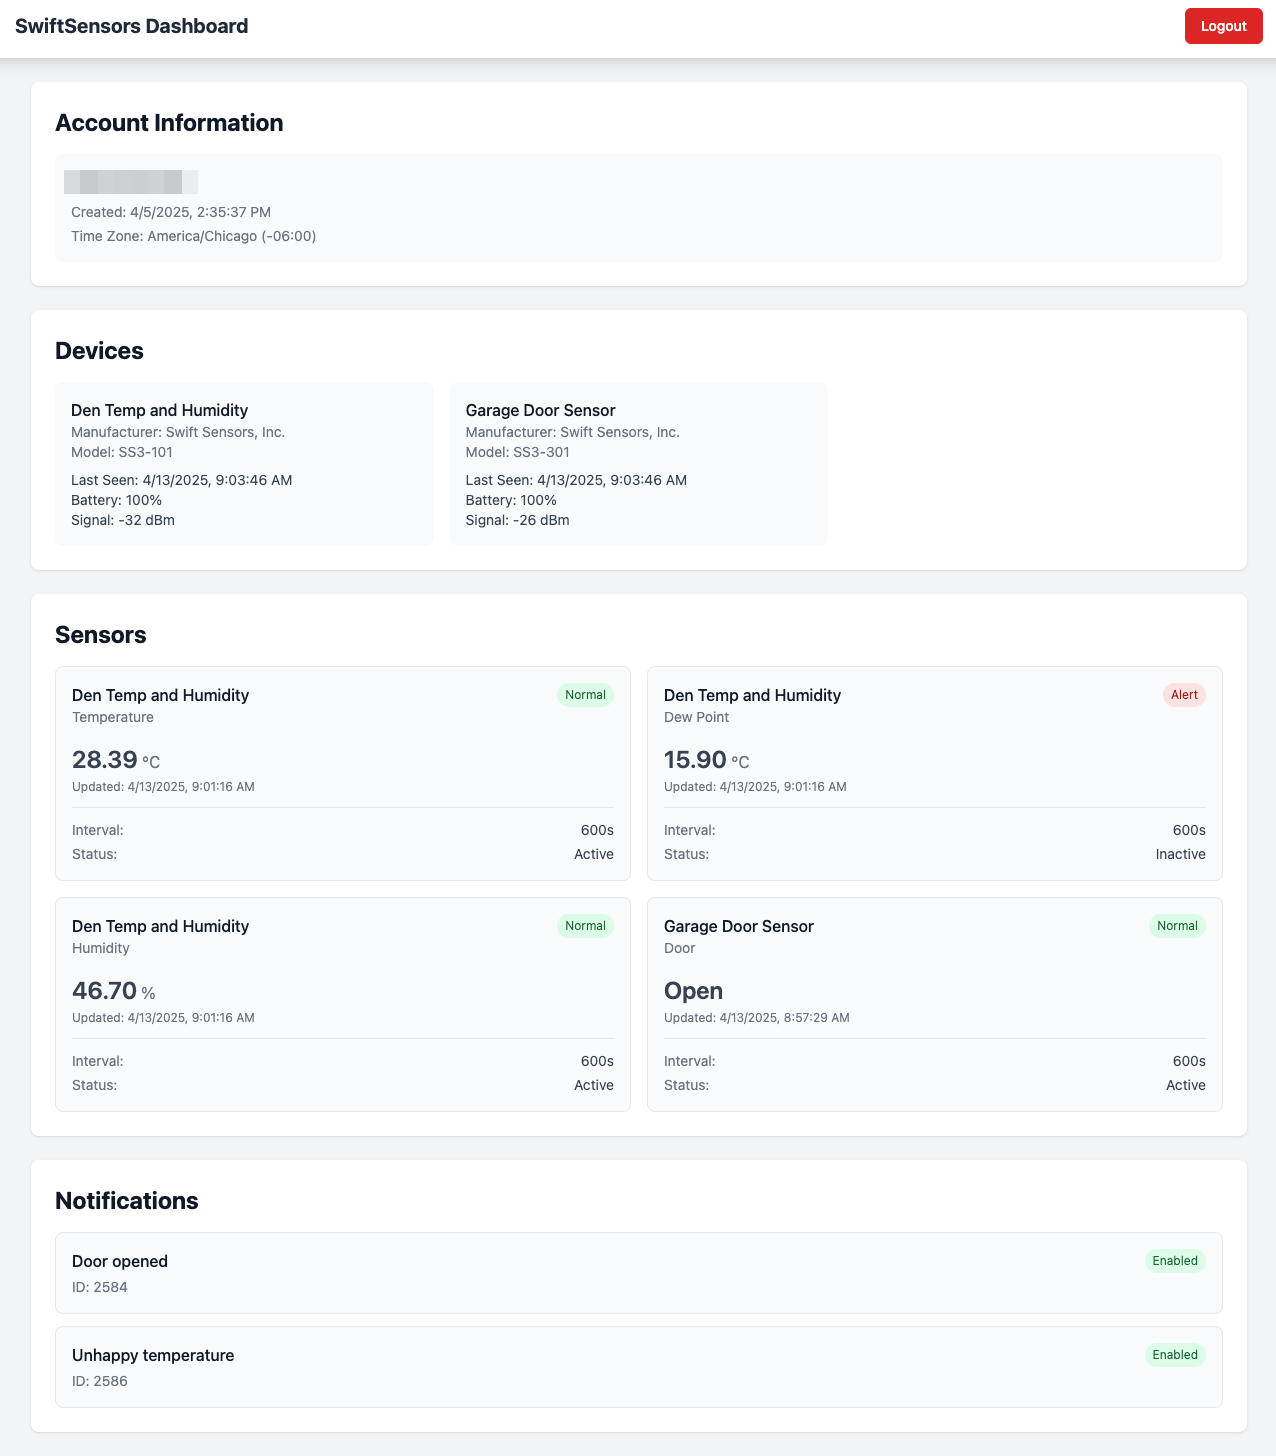 SwiftSensors Dashboard
Logout
Account Information
Created: 4/5/2025, 2:35:37 PM
Time Zone: America/Chicago (-06:00)
Devices
Den Temp and Humidity
Manufacturer: Swift Sensors, Inc.
Model: SS3-101
Last Seen: 4/13/2025, 9:03:46 AM
Battery: 100%
Signal: -32 dBm
Garage Door Sensor
Manufacturer: Swift Sensors, Inc.
Model: SS3-301
Last Seen: 4/13/2025, 9:03:46 AM
Battery: 100%
Signal: -26 dBm
Sensors
Den Temp and Humidity
Normal
Temperature
28.39 °C
Updated: 4/13/2025, 9:01:16 AM
Interval: 600s
Status: Active
Den Temp and Humidity
Alert
Dew Point
15.90 °C
Updated: 4/13/2025, 9:01:16 AM
Interval: 600s
Status: Inactive
Den Temp and Humidity
Normal
Humidity
46.70 %
Updated: 4/13/2025, 9:01:16 AM
Interval: 600s
Status: Active
Garage Door Sensor
Normal
Door
Open
Updated: 4/13/2025, 8:57:29 AM
Interval: 600s
Status: Active
Notifications
Door opened
Enabled
ID: 2584
Unhappy temperature
Enabled
ID: 2586